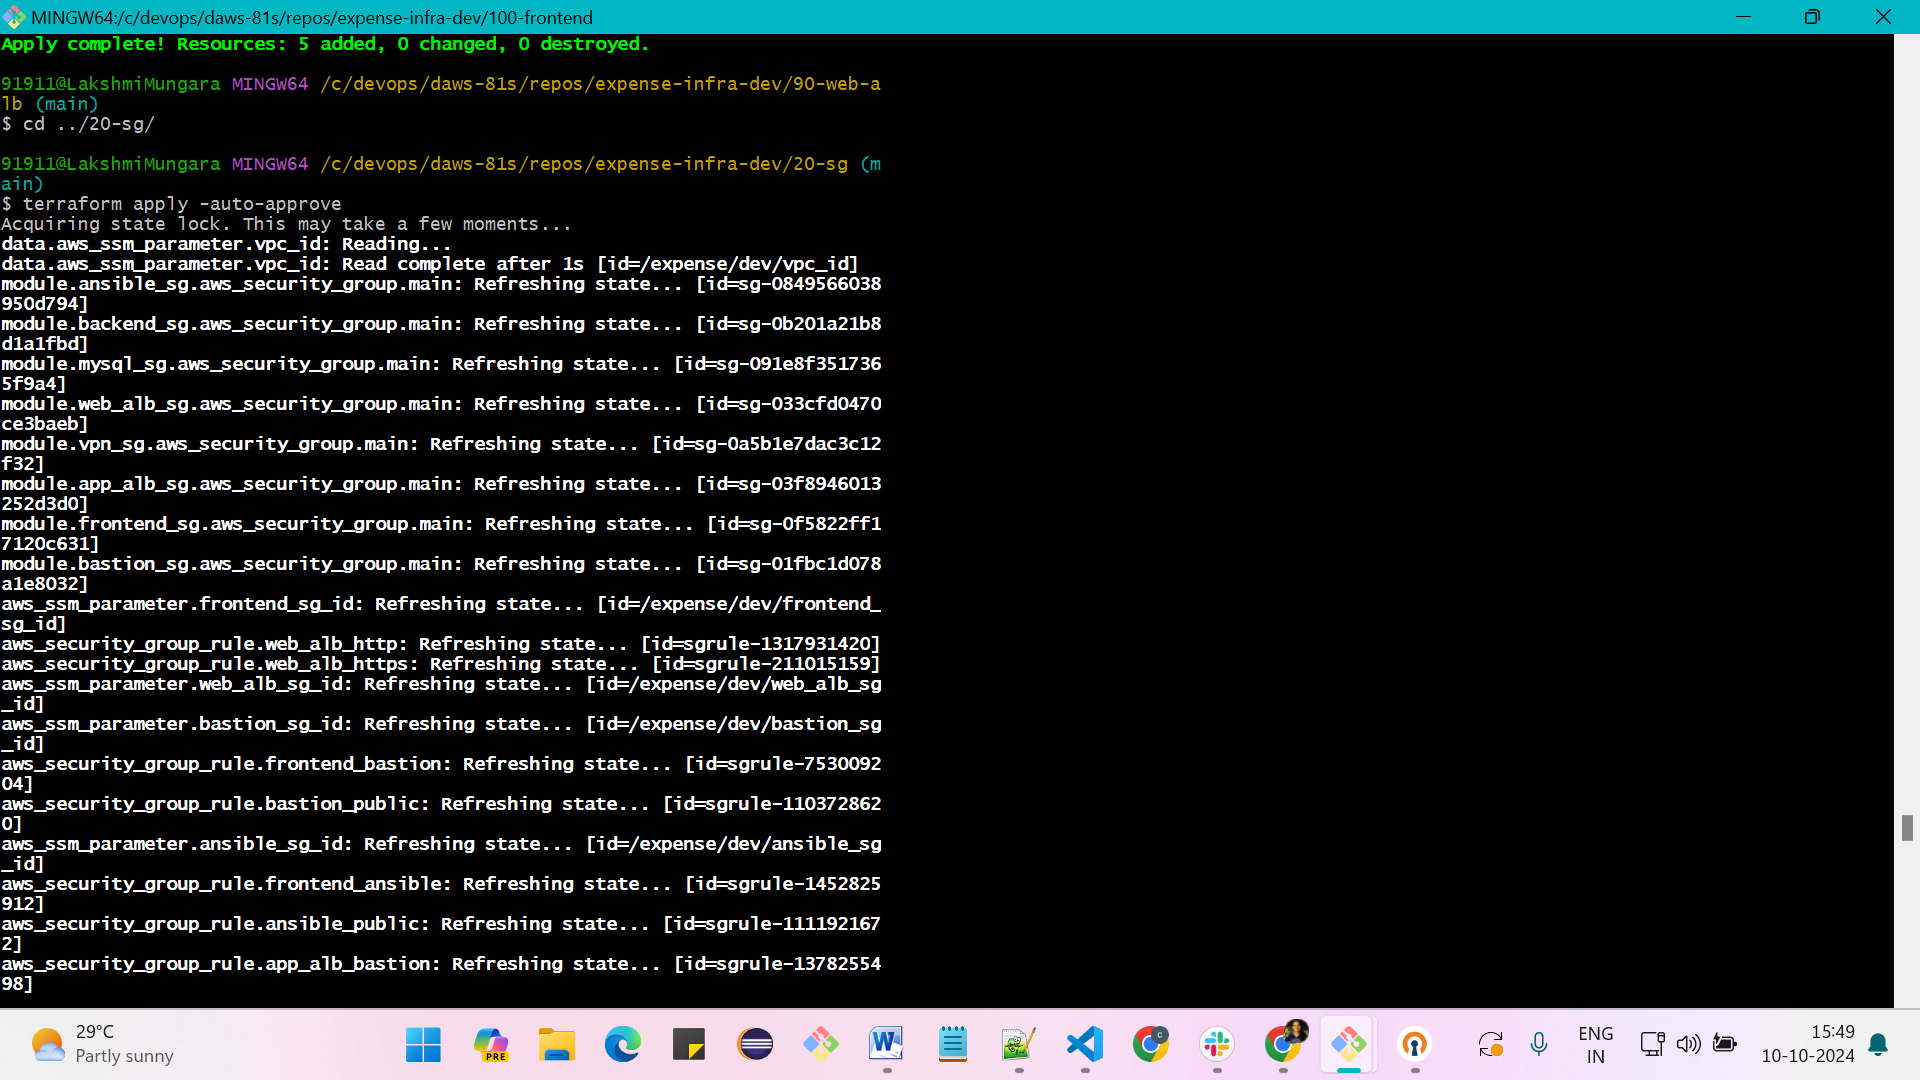 MINGW64:/c/devops/daws-81s/repos/expense-infra-dev/100-frontend
Apply complete! Resources: 5 added, 0 changed, 0 destroyed.
91911@LakshmiMungara MINGW64 /c/devops/daws-81s/repos/expense-infra-dev/90-web-a
lb (main)
$ cd ../20-sg/
91911@LakshmiMungara MINGW64 /c/devops/daws-81s/repos/expense-infra-dev/20-sg (m
ain)
$ terraform apply -auto-approve
Acquiring state lock. This may take a few moments...
data.aws_ssm_parameter.vpc_id: Reading...
data.aws_ssm_parameter.vpc_id: Read complete after 1s [id=/expense/dev/vpc_id]
module.ansible_sg.aws_security_group.main: Refreshing state... [id=sg-0849566038
950d794]
module.backend_sg.aws_security_group.main: Refreshing state... [id=sg-0b201a21b8
d1a1fbd]
module.mysql_sg.aws_security_group.main: Refreshing state... [id=sg-091e8f351736
5f9a4]
module.web_alb_sg.aws_security_group.main: Refreshing state... [id=sg-033cfd0470
ce3baeb]
module.vpn_sg.aws_security_group.main: Refreshing state... [id=sg-0a5b1e7dac3c12
f32]
module.app_alb_sg.aws_security_group.main: Refreshing state... [id=sg-03f8946013
252d3d0]
module.frontend_sg.aws_security_group.main: Refreshing state... [id=sg-0f5822ff1
7120c631]
module.bastion_sg.aws_security_group.main: Refreshing state... [id=sg-01fbc1d078
a1e8032]
aws_ssm_parameter.frontend_sg_id: Refreshing state... [id=/expense/dev/frontend_
sg_id]
aws_security_group_rule.web_alb_http: Refreshing state... [id=sgrule-1317931420]
aws_security_group_rule.web_alb_https: Refreshing state... [id=sgrule-211015159]
aws_ssm_parameter.web_alb_sg_id: Refreshing state... [id=/expense/dev/web_alb_sg
_id]
aws_ssm_parameter.bastion_sg_id: Refreshing state... [id=/expense/dev/bastion_sg
_id]
aws_security_group_rule.frontend_bastion: Refreshing state... [id=sgrule-7530092
04]
aws_security_group_rule.bastion_public: Refreshing state... [id=sgrule-110372862
0]
aws_ssm_parameter.ansible_sg_id: Refreshing state... [id=/expense/dev/ansible_sg
_id]
aws_security_group_rule.frontend_ansible: Refreshing state... [id=sgrule-1452825
912]
aws_security_group_rule.ansible_public: Refreshing state... [id=sgrule-111192167
2]
aws_security_group_rule.app_alb_bastion: Refreshing state... [id=sgrule-13782554
98]
29°C
Partly sunny
PRE
C
ENG
IN
15:49
10-10-2024